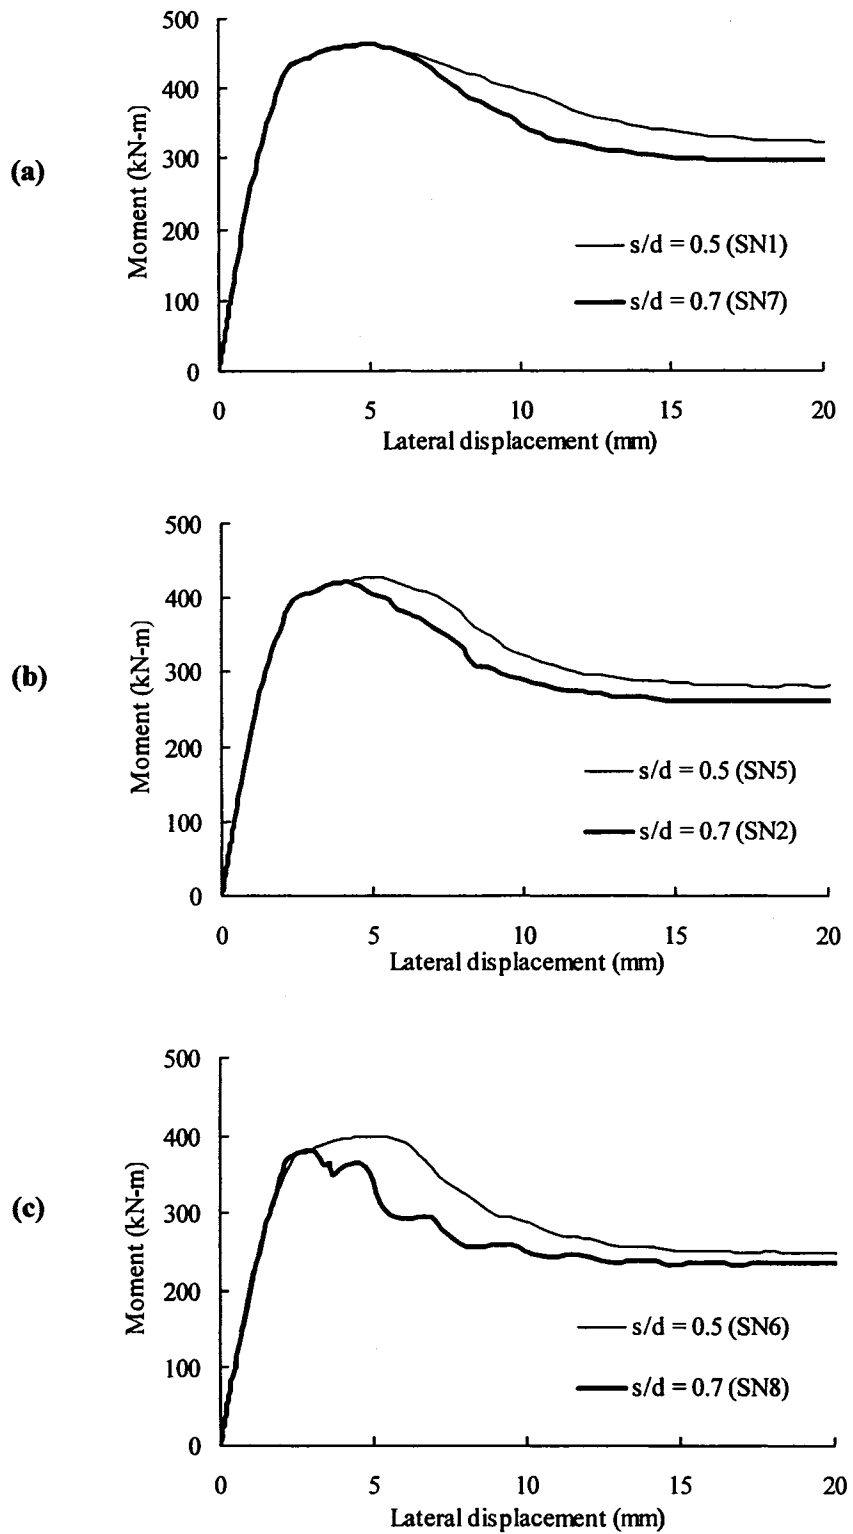 500
400
300
200
100
0
Moment (kN-m)
(a)
s/d = 0.5 (SN1)
s/d = 0.7 (SN7)
0 5 10 15 20
Lateral displacement (mm)
500
400
300
200
100
0
Moment (kN-m)
(b)
s/d = 0.5 (SN5)
s/d = 0.7 (SN2)
0 5 10 15 20
Lateral displacement (mm)
500
400
300
200
100
0
Moment (kN-m)
(c)
s/d = 0.5 (SN6)
s/d = 0.7 (SN8)
0 5 10 15 20
Lateral displacement (mm)